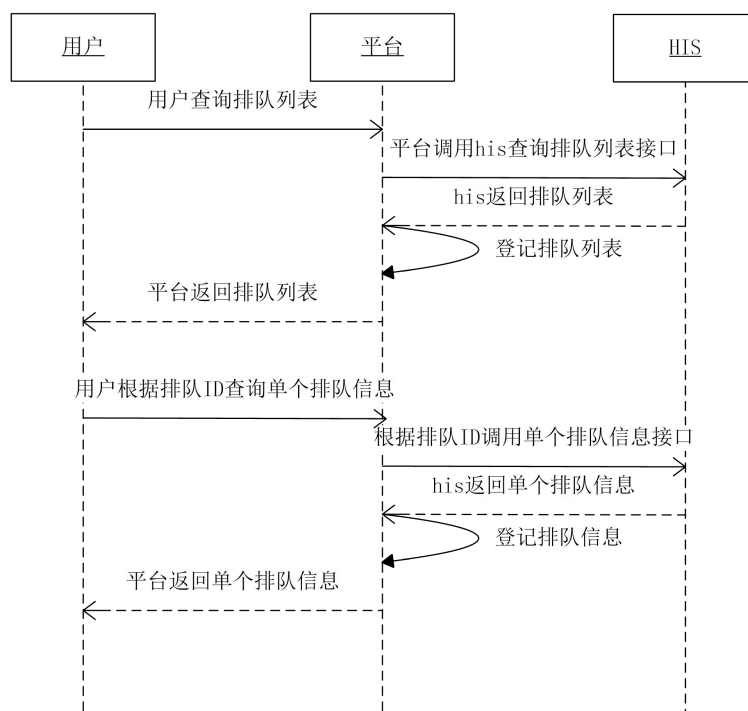 用户
平台
HIS
用户查询排队列表
平台调用his查询排队列表接口
his返回排队列表
登记排队列表
平台返回排队列表
用户根据排队ID查询单个排队信息
根据排队ID调用单个排队信息接口
his返回单个排队信息
登记排队信息
平台返回单个排队信息